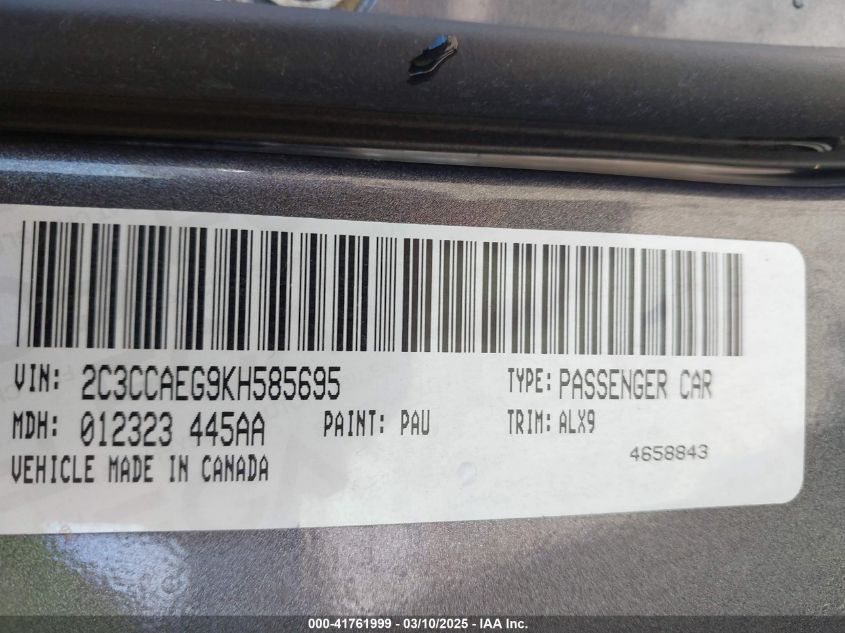 VIN: 2C3CCAEG9KH585695 TYPE: PASSENGER CAR
MDH: 012323 445AA PAINT: PAU TRIM: ALX9
4658843
VEHICLE MADE IN CANADA
000-41761999 — 03/10/2025 — I.A.A. Inc.